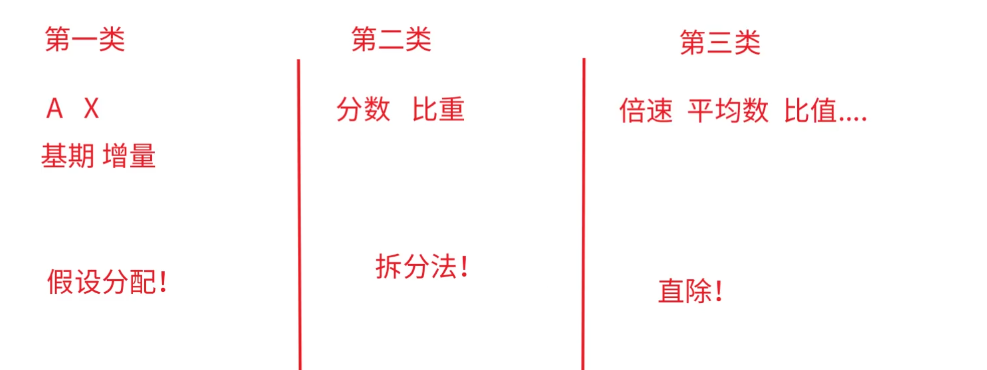 第一类
A X
基期 增量
假设分配！
第二类
分数 比重
拆分法！
第三类
倍速 平均数 比值....
直除！